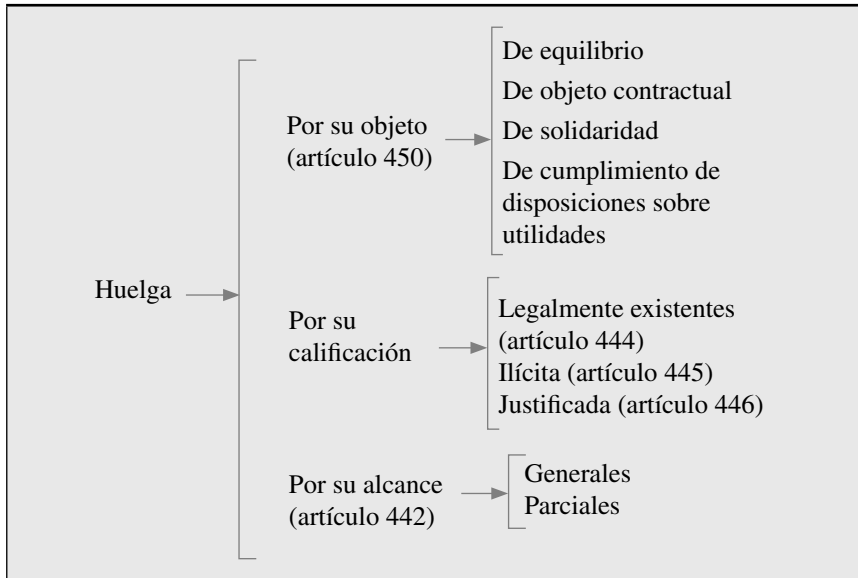 Huelga
Por su objeto
(artículo 450)
De equilibrio
De objeto contractual
De solidaridad
De cumplimiento de
disposiciones sobre
utilidades
Por su
calificación
Legalmente existentes
(artículo 444)
Ilícita (artículo 445)
Justificada (artículo 446)
Por su alcance
(artículo 442)
Generales
Parciales